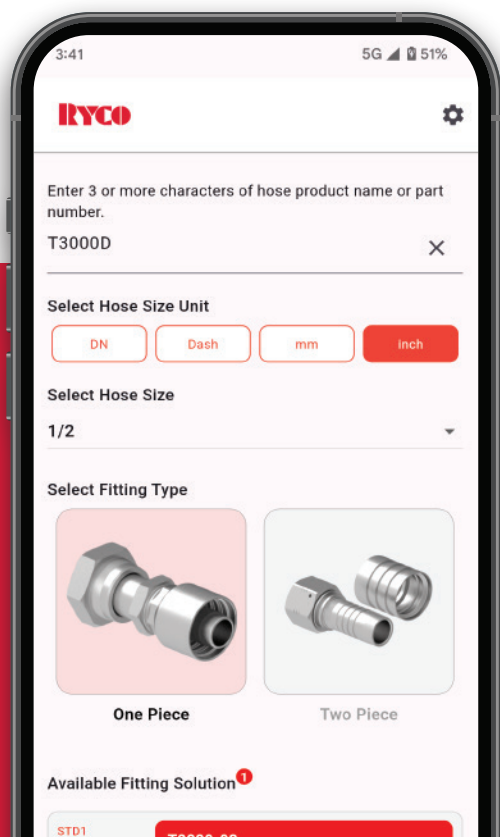 3:41
5G 51%
RYCO
Enter 3 or more characters of hose product name or part
number.
T3000D
Select Hose Size Unit
DN
Dash
mm
Inch
Select Hose Size
1/2
Select Fitting Type
One Piece
Two Piece
Available Fitting Solution
1
STD1